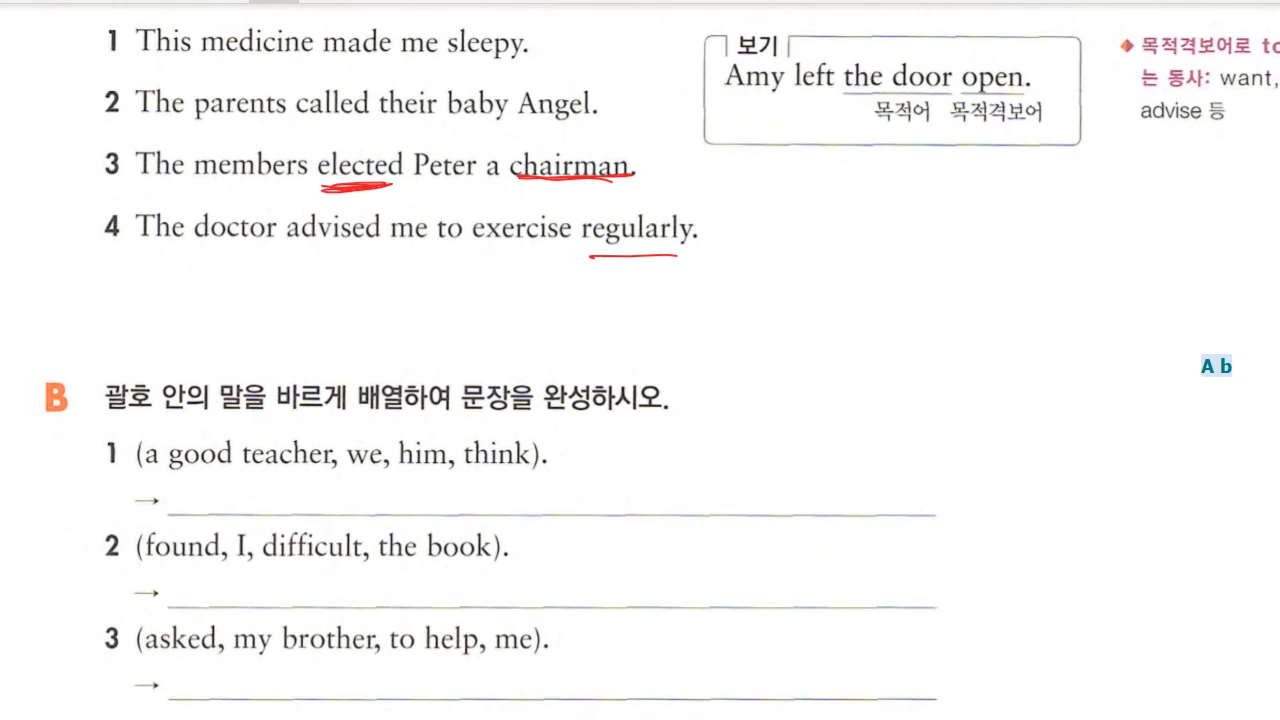 1 This medicine made me sleepy.
2 The parents called their baby Angel.
3 The members elected Peter a chairman.
4 The doctor advised me to exercise regularly.
보기
Amy left the door open.
목적어 목적격보어
목적격보어로 to
는 동사: want,
advise 등
A b
B 괄호 안의 말을 바르게 배열하여 문장을 완성하시오.
1 (a good teacher, we, him, think).
→
2 (found, I, difficult, the book).
→
3 (asked, my brother, to help, me).
→